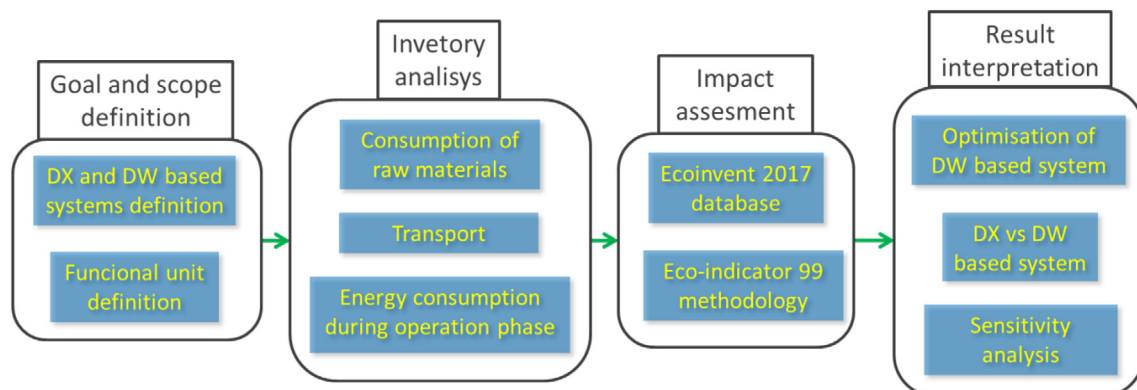 Goal and scope
definition
DX and DW based
systems definition
Funcional unit
definition
Invetory
analisys
Consumption of
raw materials
Transport
Energy consumption
during operation phase
Impact
assesment
Ecoinvent 2017
database
Eco-indicator 99
methodology
Result
interpretation
Optimisation of
DW based system
DX vs DW
based system
Sensitivity
analysis